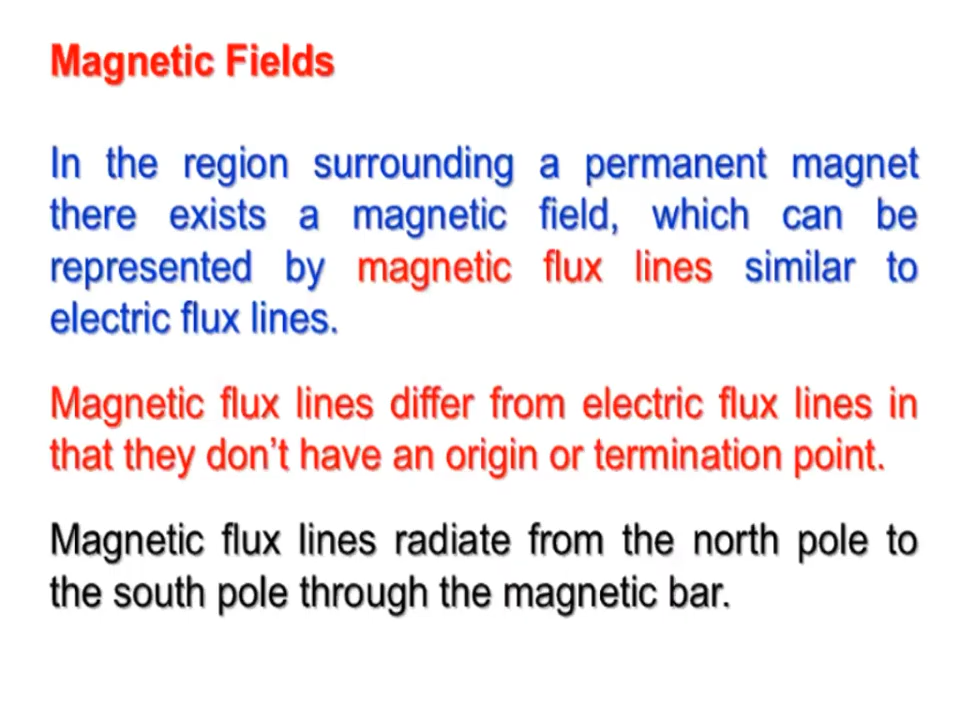 Magnetic Fields
In the region surrounding a permanent magnet
there exists a magnetic field, which can be
represented by magnetic flux lines similar to
electric flux lines.
Magnetic flux lines differ from electric flux lines in
that they don’t have an origin or termination point.
Magnetic flux lines radiate from the north pole to
the south pole through the magnetic bar.